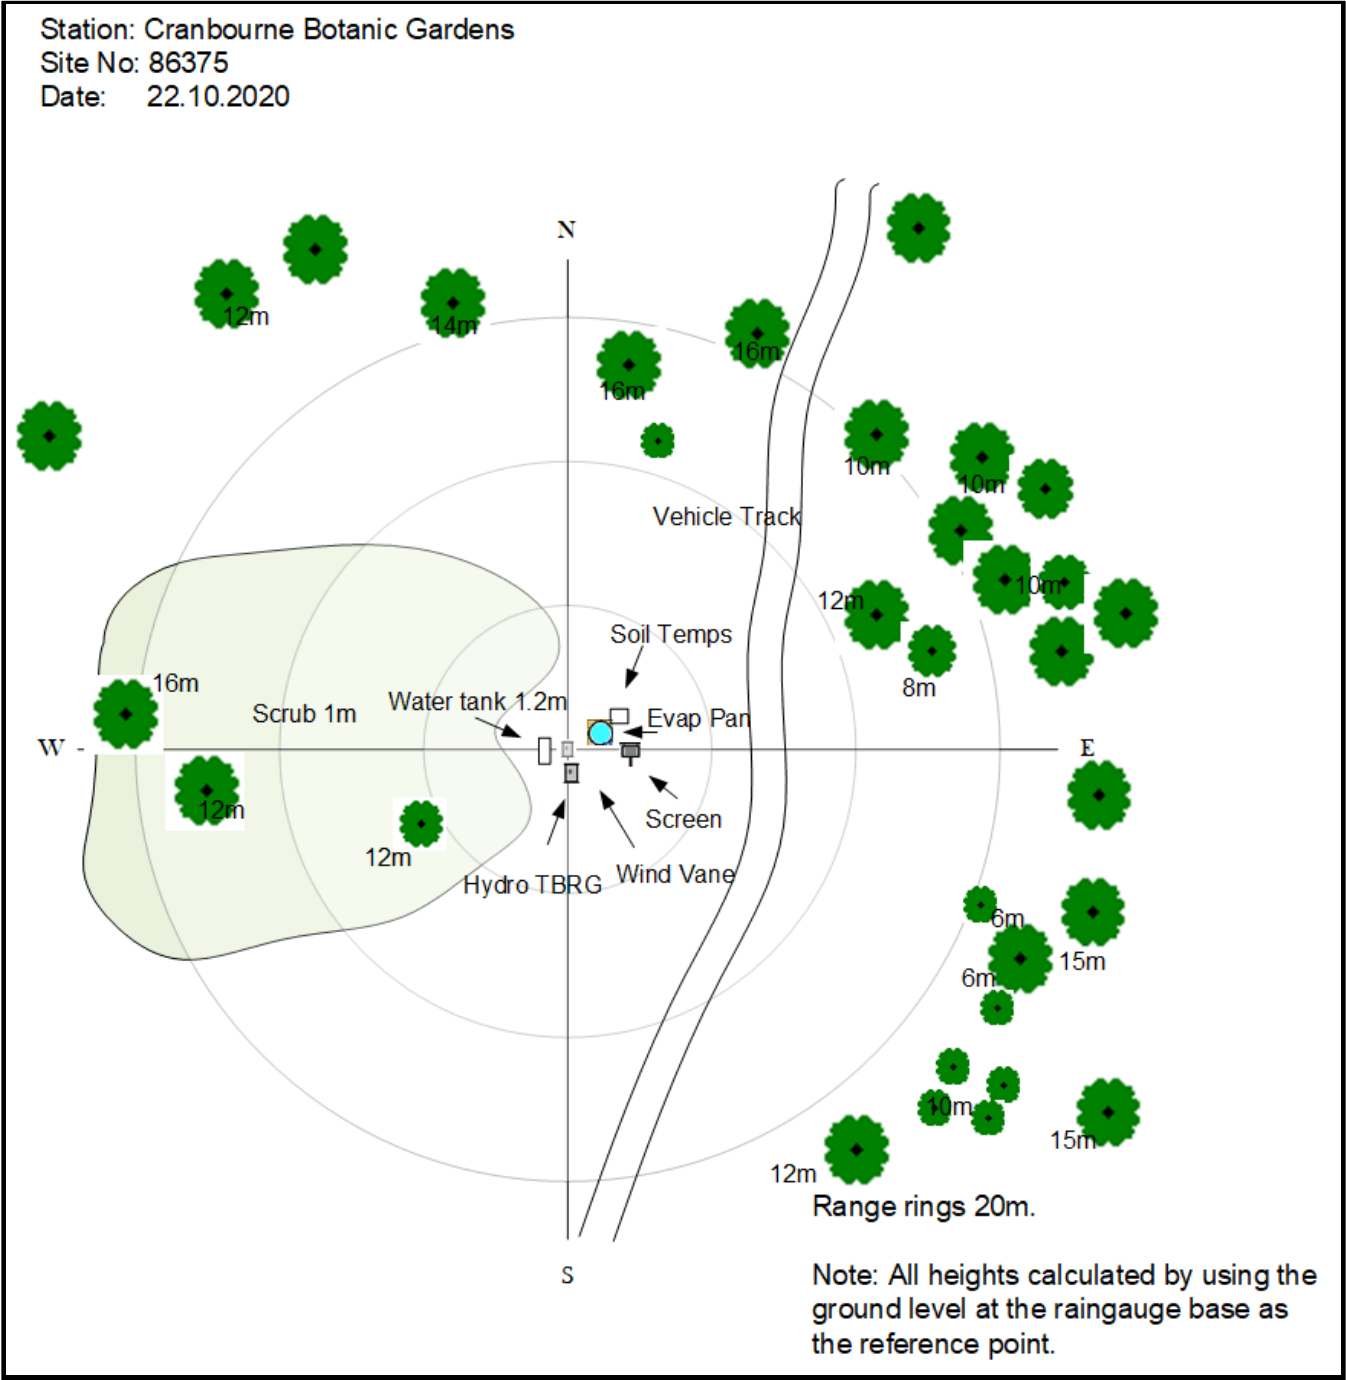 Station: Cranbourne Botanic Gardens
Site No: 86375
Date: 22.10.2020
N
12m
14m
16m
16m
10m
10m
Vehicle Track
10m
12m
Soil Temps
8m
16m
Water tank 1.2m
Scrub 1m
Evap Pan
W
E
12m
Screen
12m
Wind Vane
Hydro TBRG
6m
15m
6m
10m
15m
12m
Range rings 20m.
S
Note: All heights calculated by using the
ground level at the raingauge base as
the reference point.